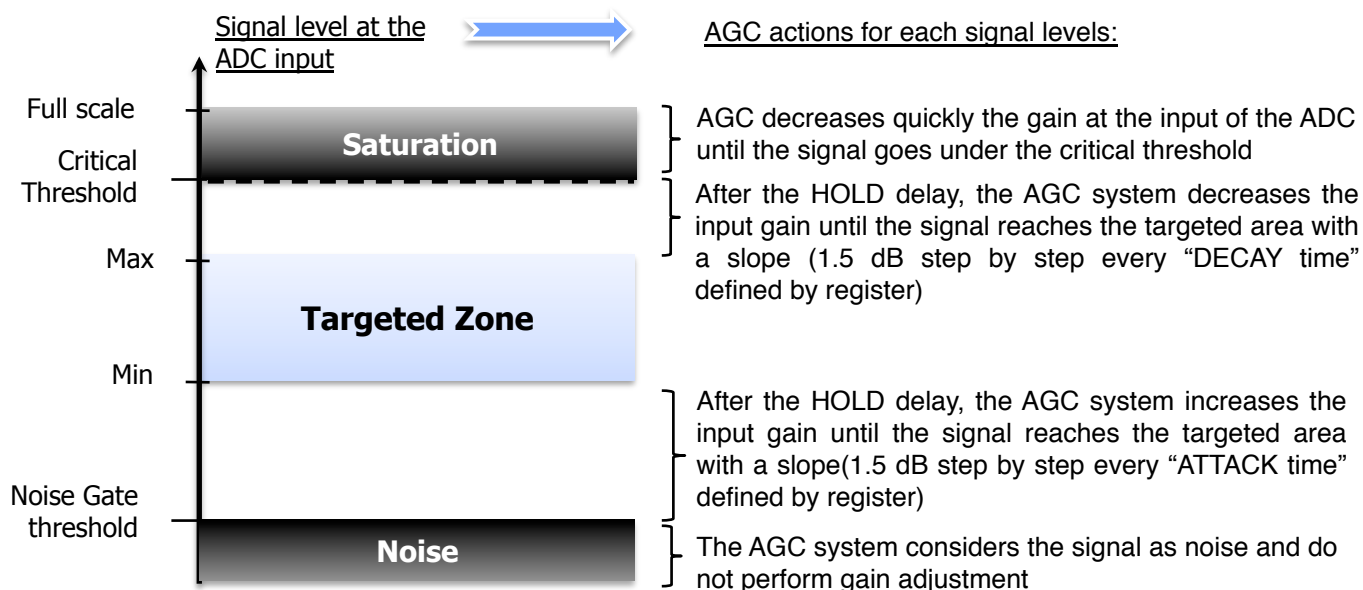 Signal level at the
ADC input
AGC actions for each signal levels:
Full scale
Saturation
AGC decreases quickly the gain at the input of the ADC
until the signal goes under the critical threshold
Critical
Threshold
After the HOLD delay, the AGC system decreases the
input gain until the signal reaches the targeted area with
a slope (1.5 dB step by step every “DECAY time”
defined by register)
Max
Targeted Zone
Min
After the HOLD delay, the AGC system increases the
input gain until the signal reaches the targeted area
with a slope(1.5 dB step by step every “ATTACK time”
defined by register)
Noise Gate
threshold
Noise
The AGC system considers the signal as noise and do
not perform gain adjustment